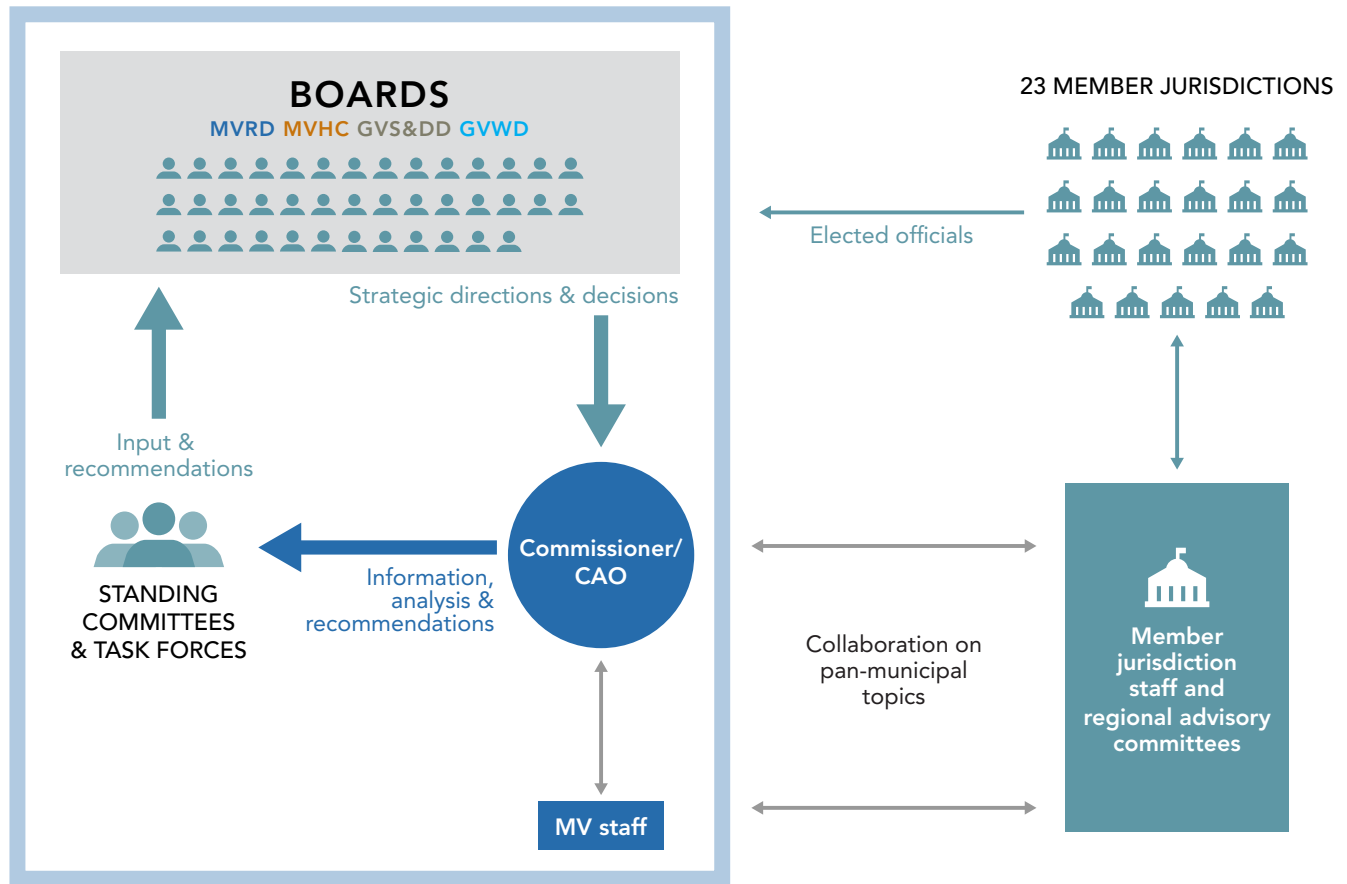 BOARDS
MVRD MVHC GVS&DD GVWD
Strategic directions & decisions
Input &
recommendations
STANDING
COMMITTEES
& TASK FORCES
Information,
analysis &
recommendations
Commissioner/
CAO
MV staff
23 MEMBER JURISDICTIONS
Elected officials
Collaboration on
pan-municipal
topics
Member
jurisdiction
staff and
regional advisory
committees